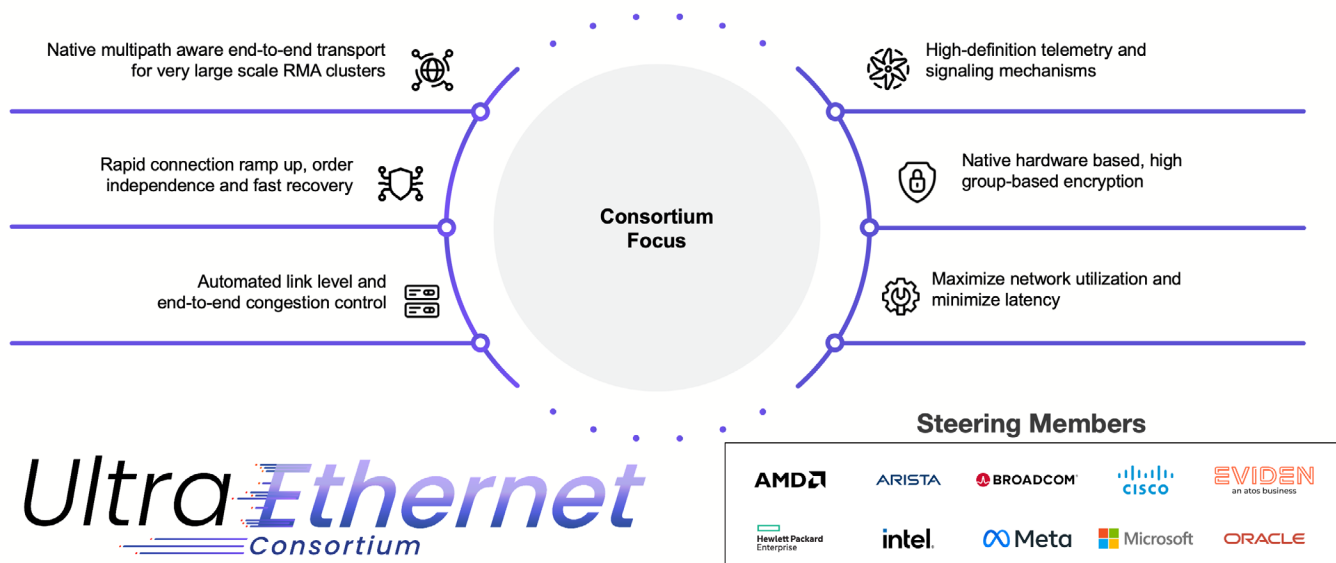 Native multipath aware end-to-end transport
for very large scale RMA clusters
Rapid connection ramp up, order
independence and fast recovery
Automated link level and
end-to-end congestion control
Consortium
Focus
High-definition telemetry and
signaling mechanisms
Native hardware based, high
group-based encryption
Maximize network utilization and
minimize latency
Ultra Ethernet
Consortium
Steering Members
AMD
ARISTA
BROADCOM
CISCO
EVIDEN
an atos business
Hewlett Packard
Enterprise
intel.
Meta
Microsoft
ORACLE